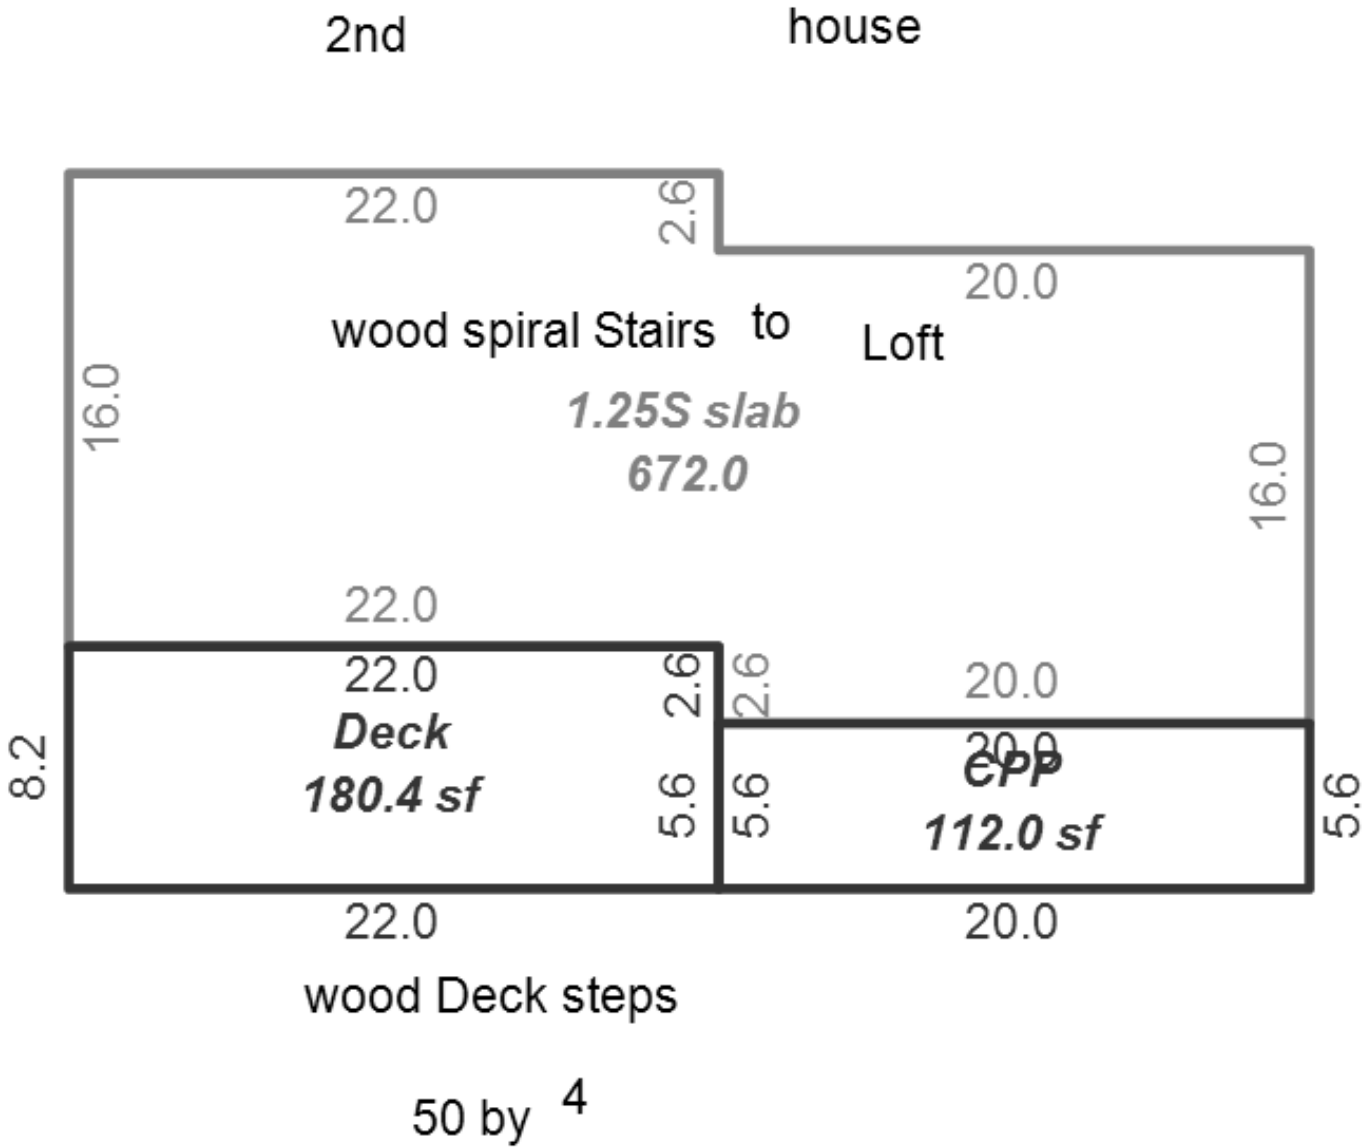 2nd house
22.0
2.6
20.0
wood spiral Stairs to Loft
16.0
1.25S slab
672.0
16.0
22.0
22.0
2.6
2.6
20.0
Deck
20.0
CPP
8.2
180.4 sf
5.6
5.6
112.0 sf
5.6
22.0
20.0
wood Deck steps
50 by 4